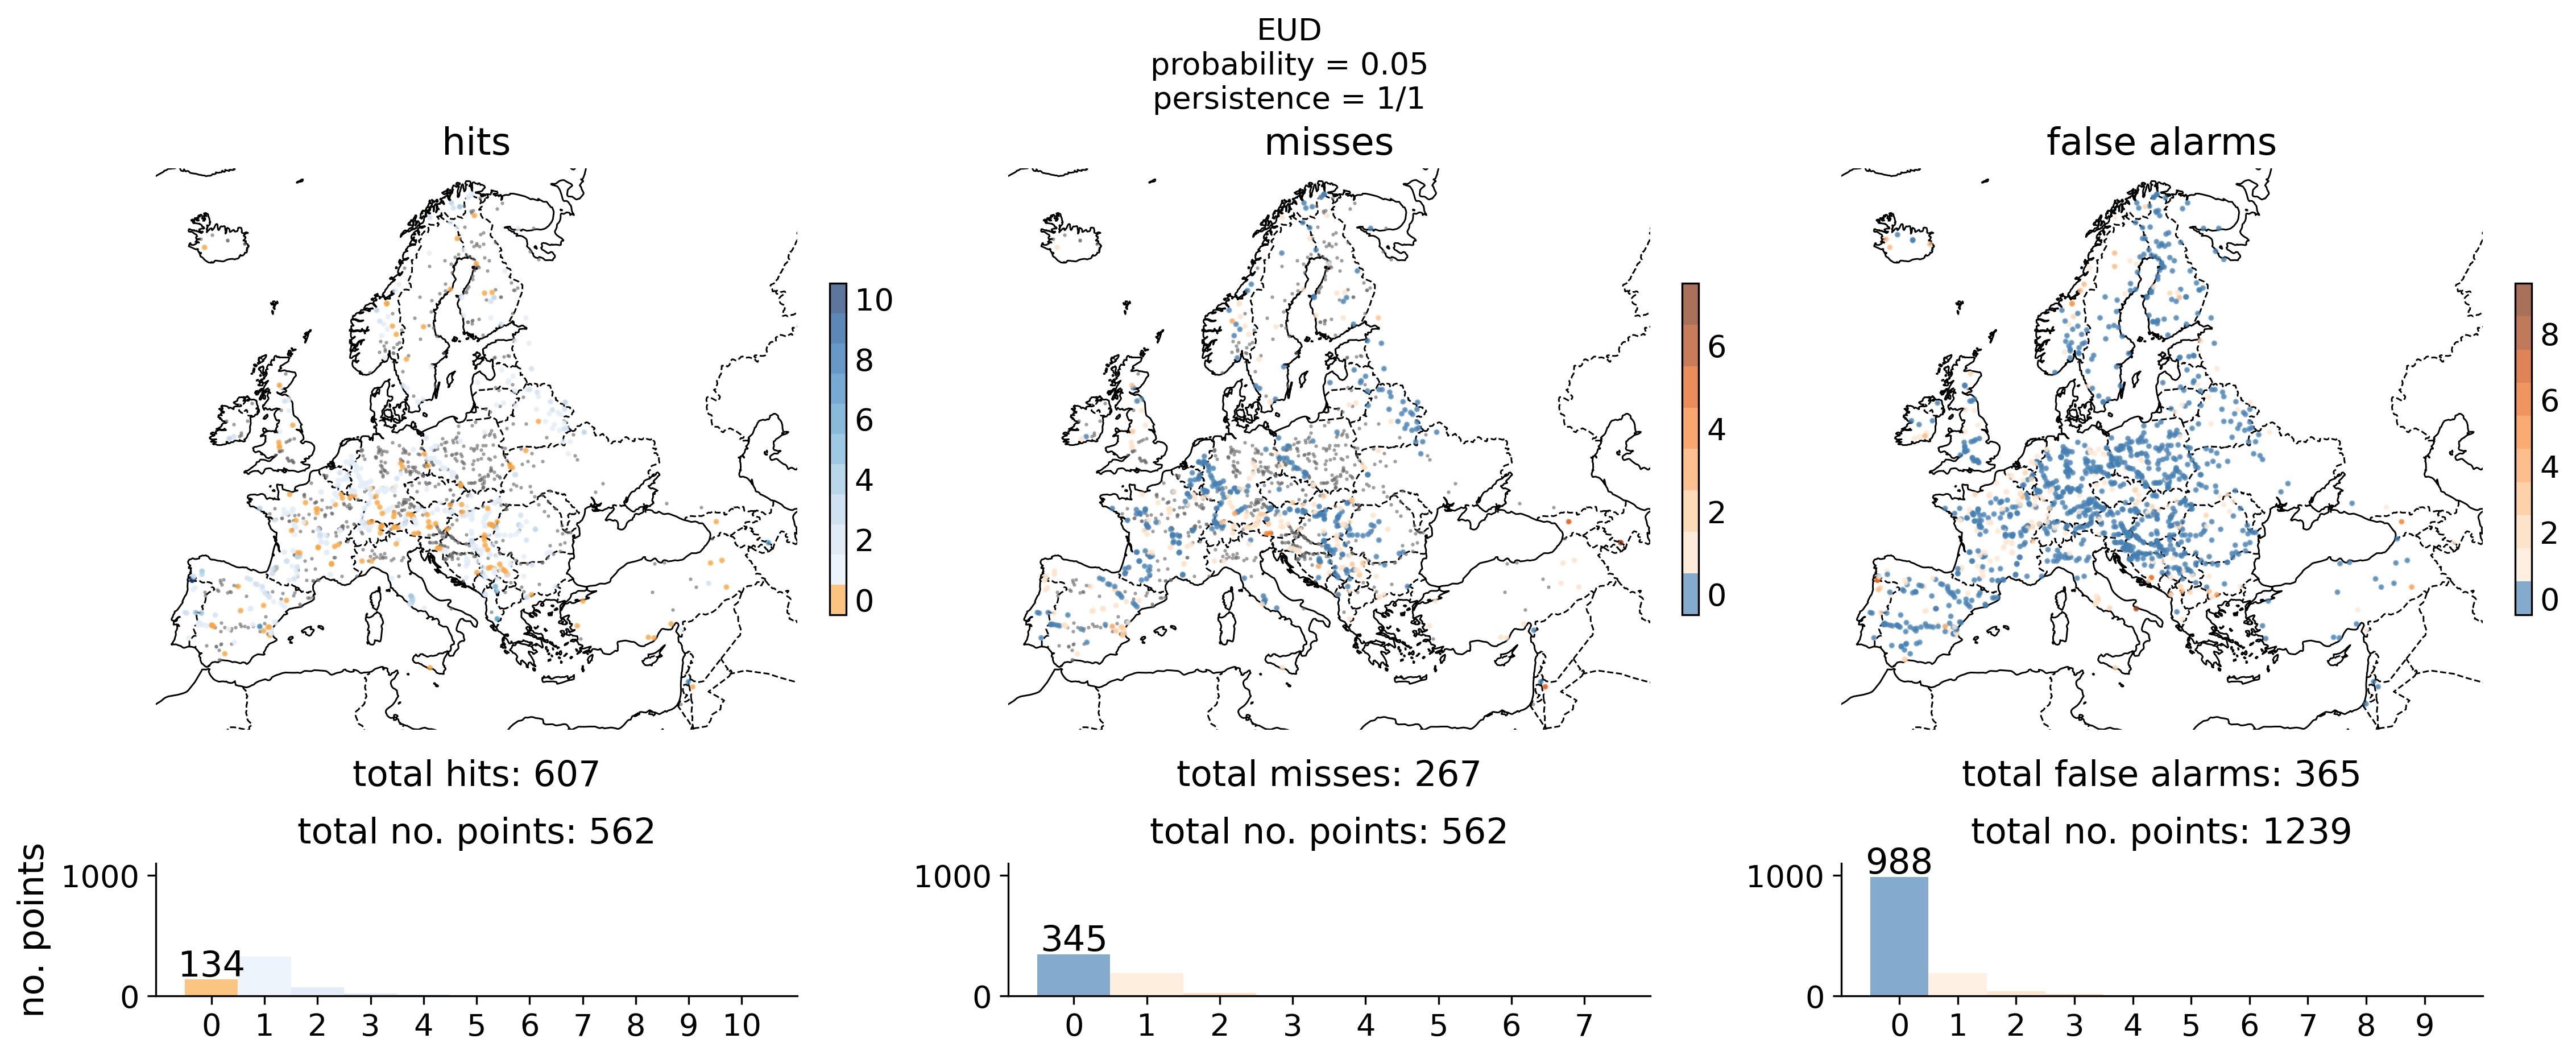 EUD
probability = 0.05
persistence = 1/1
hits
misses
false alarms
10
8
6
4
2
0
6
4
2
0
8
6
4
2
0
total hits: 607
total misses: 267
total false alarms: 365
total no. points: 562
total no. points: 562
total no. points: 1239
no. points
1000
0
134
0 1 2 3 4 5 6 7 8 9 10
1000
0
345
0 1 2 3 4 5 6 7
1000
0
988
0 1 2 3 4 5 6 7 8 9